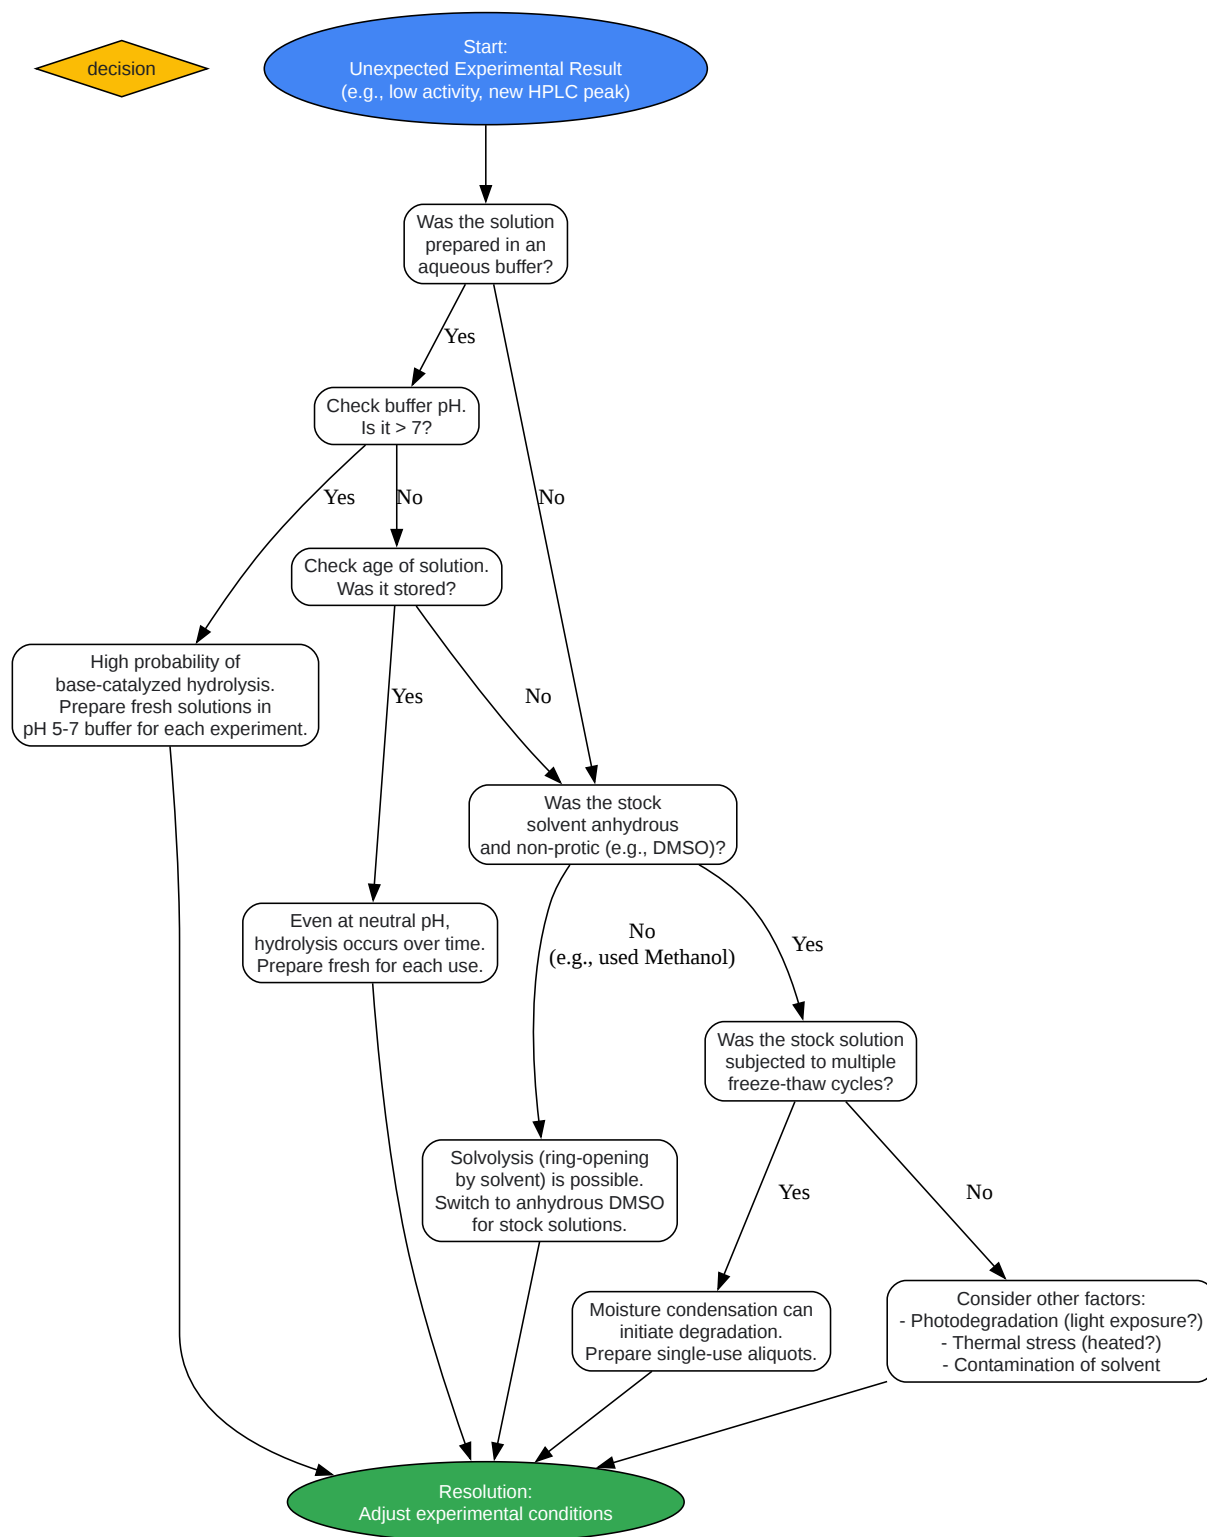 decision
Start:
Unexpected Experimental Result
(e.g., low activity, new HPLC peak)
Was the solution
prepared in an
aqueous buffer?
Yes
Check buffer pH.
Is it > 7?
Yes
No
No
Check age of solution.
Was it stored?
High probability of
base-catalyzed hydrolysis.
Prepare fresh solutions in
pH 5-7 buffer for each experiment.
Yes
No
Was the stock
solvent anhydrous
and non-protic (e.g., DMSO)?
Even at neutral pH,
hydrolysis occurs over time.
Prepare fresh for each use.
No
(e.g., used Methanol)
Yes
Was the stock solution
subjected to multiple
freeze-thaw cycles?
Solvolysis (ring-opening
by solvent) is possible.
Switch to anhydrous DMSO
for stock solutions.
Yes
No
Moisture condensation can
initiate degradation.
Prepare single-use aliquots.
Consider other factors:
- Photodegradation (light exposure?)
- Thermal stress (heated?)
- Contamination of solvent
Resolution:
Adjust experimental conditions